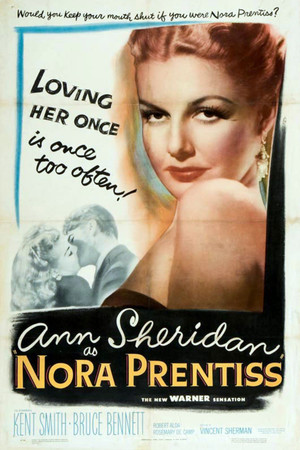 Would you keep your mouth shut if you were Nora Prentiss?
LOVING
HER ONCE
is once
too often!
Ann Sheridan
as
'NORA PRENTISS'
THE NEW WARNER SENSATION
KENT SMITH · BRUCE BENNETT
ROBERT ALDA
ROSEMARY DE CAMP
VINCENT SHERMAN